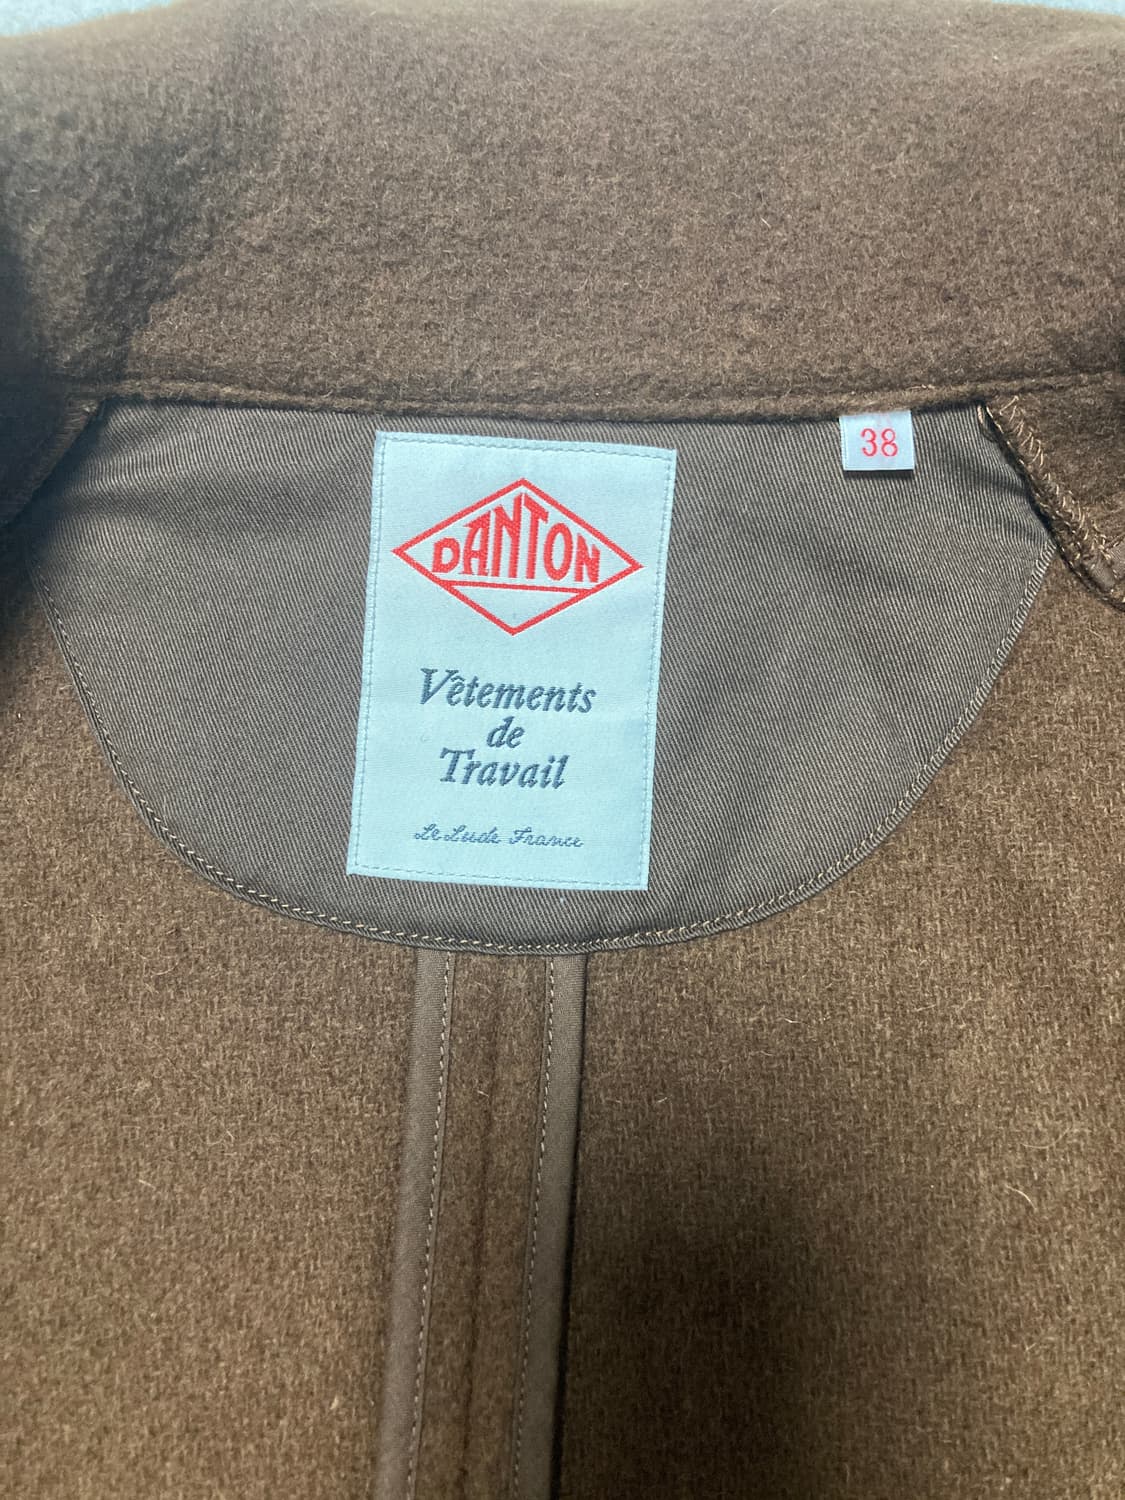 38
DANTON
Vêtements
de
Travail
Le Lude France